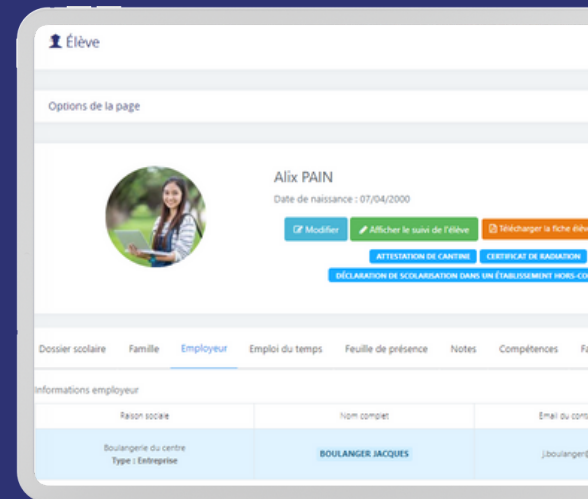 Élève
Options de la page
Alix PAIN
Date de naissance : 07/04/2000
Modifier Afficher le suivi de l'élève Télécharger la fiche élève
ATTESTATION DE CANTINE CERTIFICAT DE RADIATION
DÉCLARATION DE SCOLARISATION DANS UN ÉTABLISSEMENT HORS-CO
Dossier scolaire Famille Employeur Emploi du temps Feuille de présence Notes Compétences Fa
Informations employeur
Raison sociale Nom complet Email du cont
Boulangerie du centre BOULANGER JACQUES j.boulanger@
Type : Entreprise